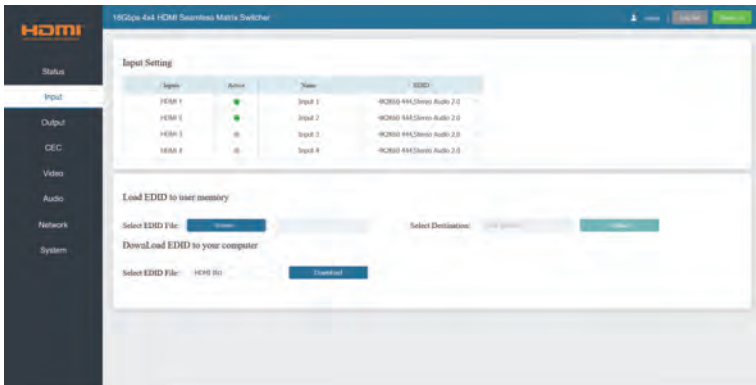 HDMI
18Gbps 4x4 HDMI Seamless Matrix Switcher
Status
Input
Output
CEC
Video
Audio
Network
System
Input Setting
Inputs Active Name EDID
HDMI 1 Input 1 4K2K60 444,Stereo Audio 2.0
HDMI 2 Input 2 4K2K60 444,Stereo Audio 2.0
HDMI 3 Input 3 4K2K60 444,Stereo Audio 2.0
HDMI 4 Input 4 4K2K60 444,Stereo Audio 2.0
Load EDID to user memory
Select EDID File: Select Destination:
DownLoad EDID to your computer
Select EDID File: Download